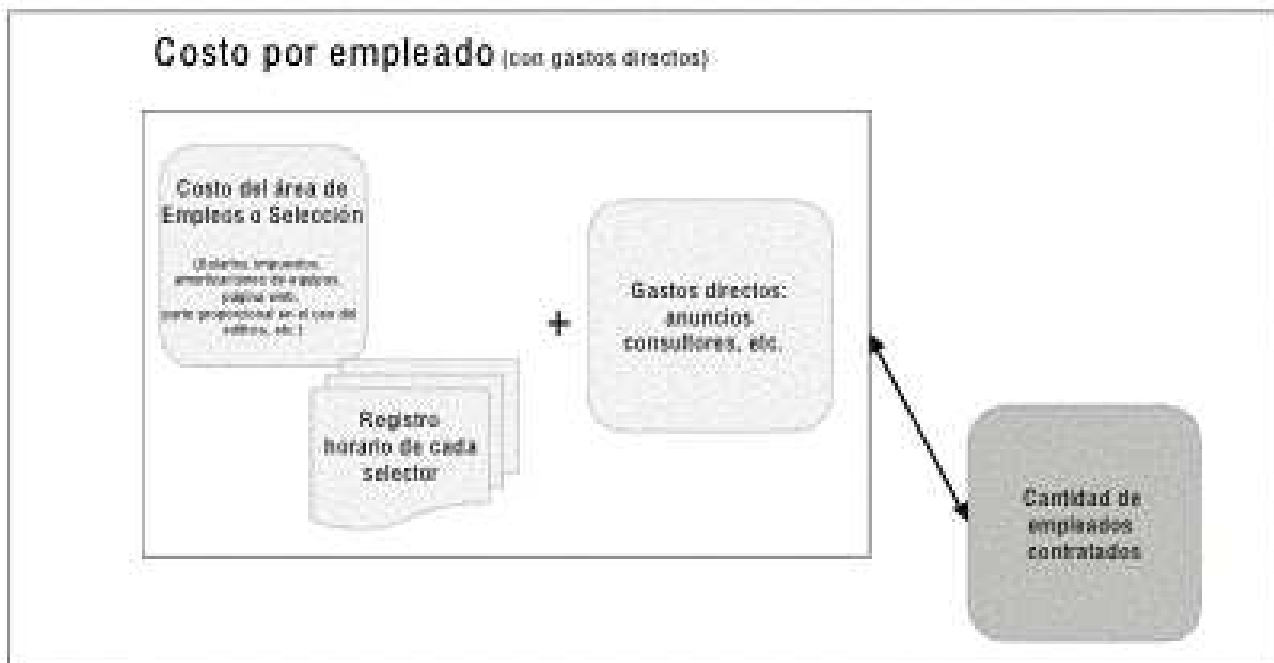 Costo por empleado (con gastos directos)
Costo del área de
Empleos o Selección
(Salarios, impuestos,
amortizaciones de equipos,
página web,
parte proporcional en el uso del
edificio, etc.)
Registro
horario de cada
selector
+
Gastos directos:
anuncios
consultores, etc.
Cantidad de
empleados
contratados